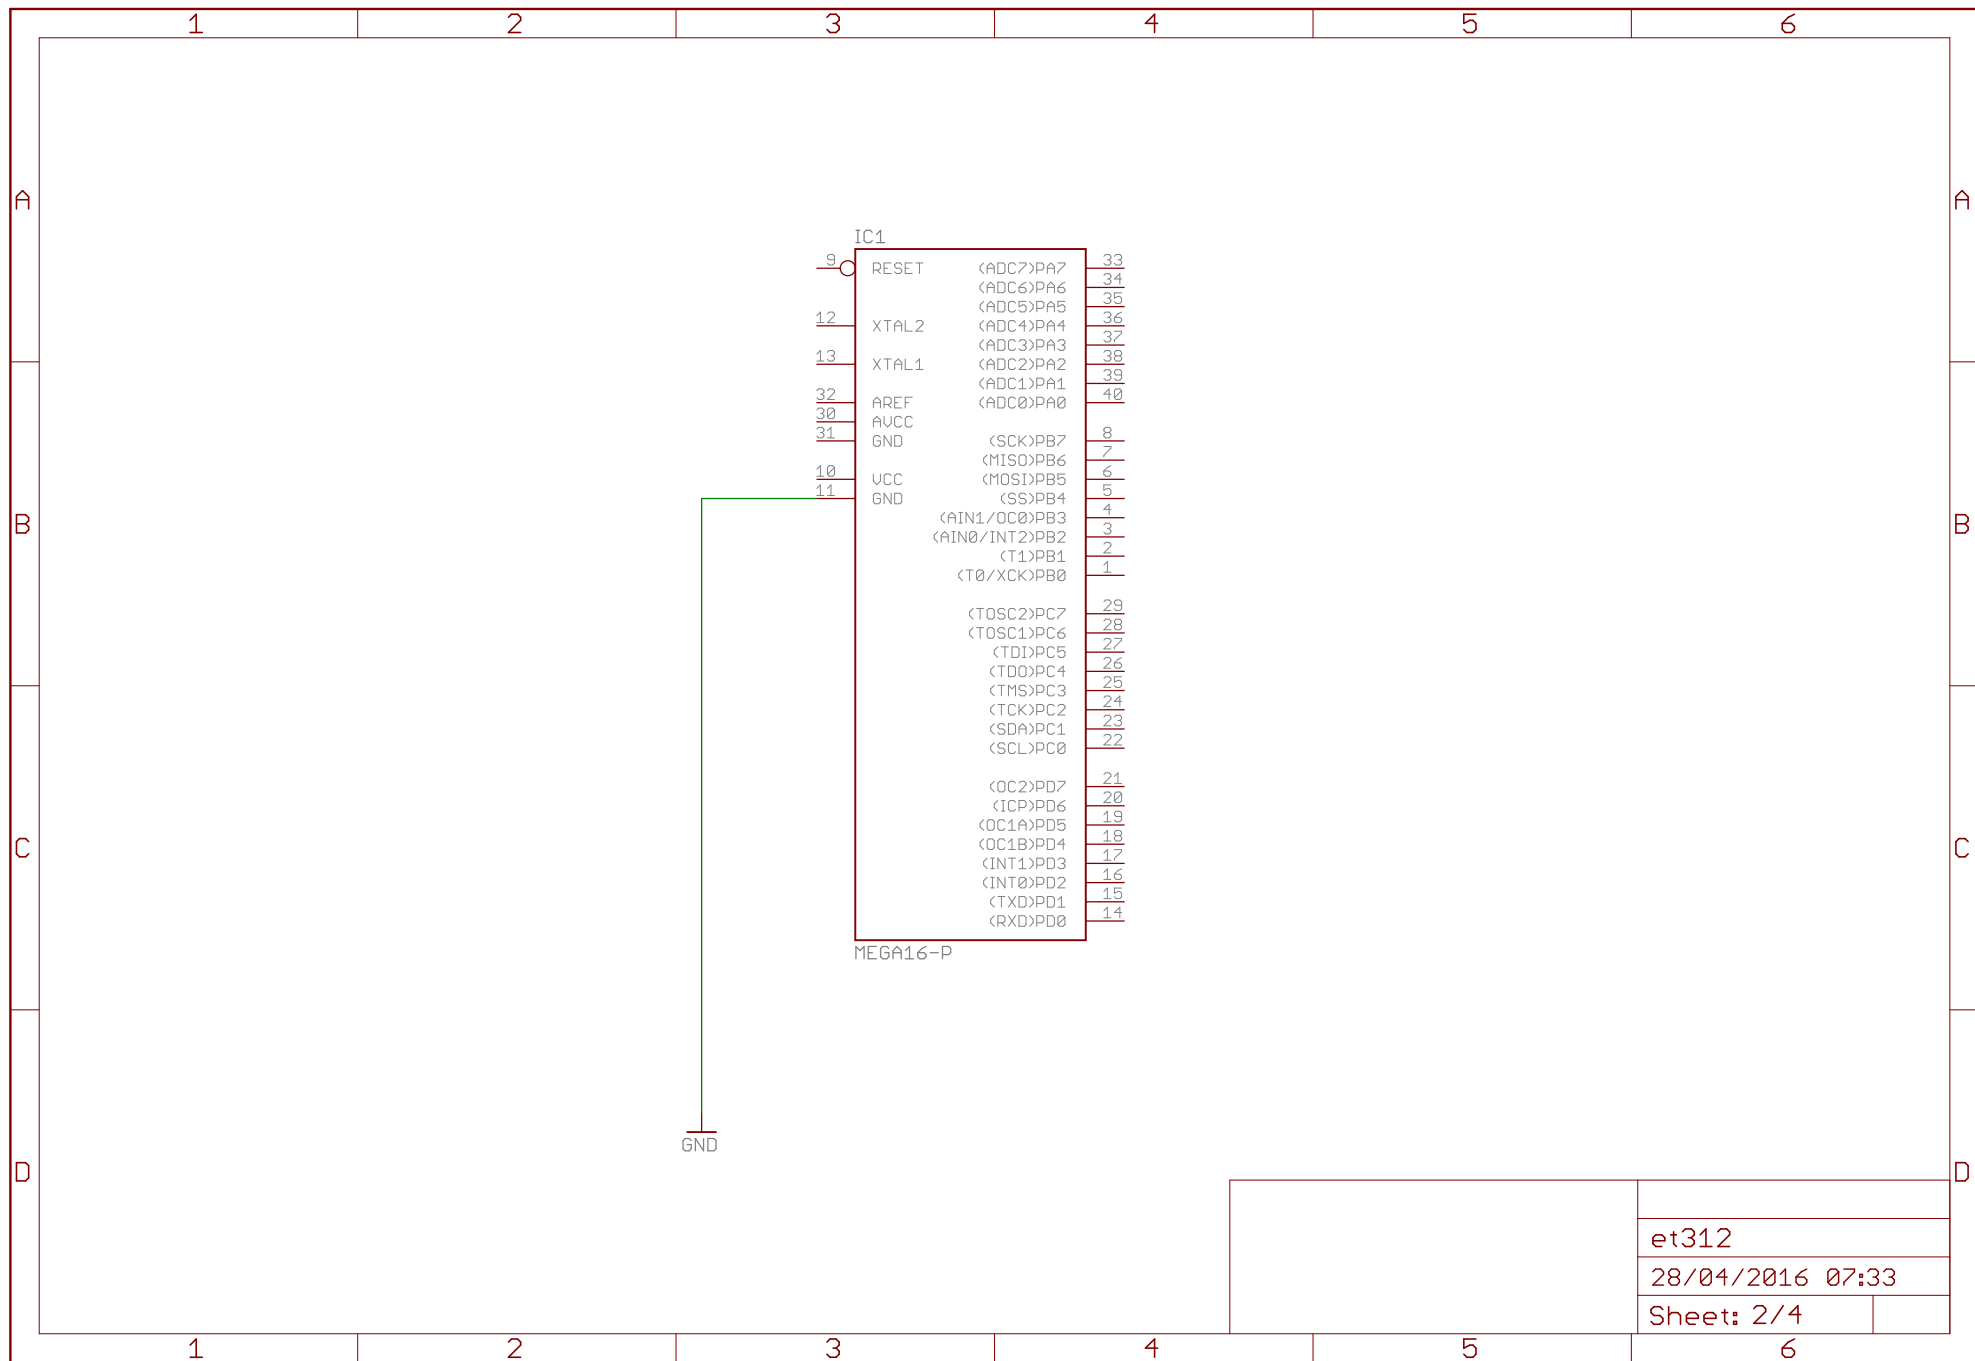 1 2 3 4 5 6
A A
IC1
9 RESET (ADC7)PA7 33
(ADC6)PA6 34
(ADC5)PA5 35
12 XTAL2 (ADC4)PA4 36
(ADC3)PA3 37
13 XTAL1 (ADC2)PA2 38
(ADC1)PA1 39
32 AREF (ADC0)PA0 40
30 AVCC
31 GND (SCK)PB7 8
(MISO)PB6 7
10 VCC (MOSI)PB5 6
11 GND (SS)PB4 5
(AIN1/OC0)PB3 4
B B
(AIN0/INT2)PB2 3
(T1)PB1 2
(T0/XCK)PB0 1
(TOSC2)PC7 29
(TOSC1)PC6 28
(TDI)PC5 27
(TDO)PC4 26
(TMS)PC3 25
(TCK)PC2 24
(SDA)PC1 23
(SCL)PC0 22
(OC2)PD7 21
(ICP)PD6 20
(OC1A)PD5 19
(OC1B)PD4 18
C C
(INT1)PD3 17
(INT0)PD2 16
(TXD)PD1 15
(RXD)PD0 14
MEGA16-P
GND
D D
et312
28/04/2016 07:33
Sheet: 2/4
1 2 3 4 5 6